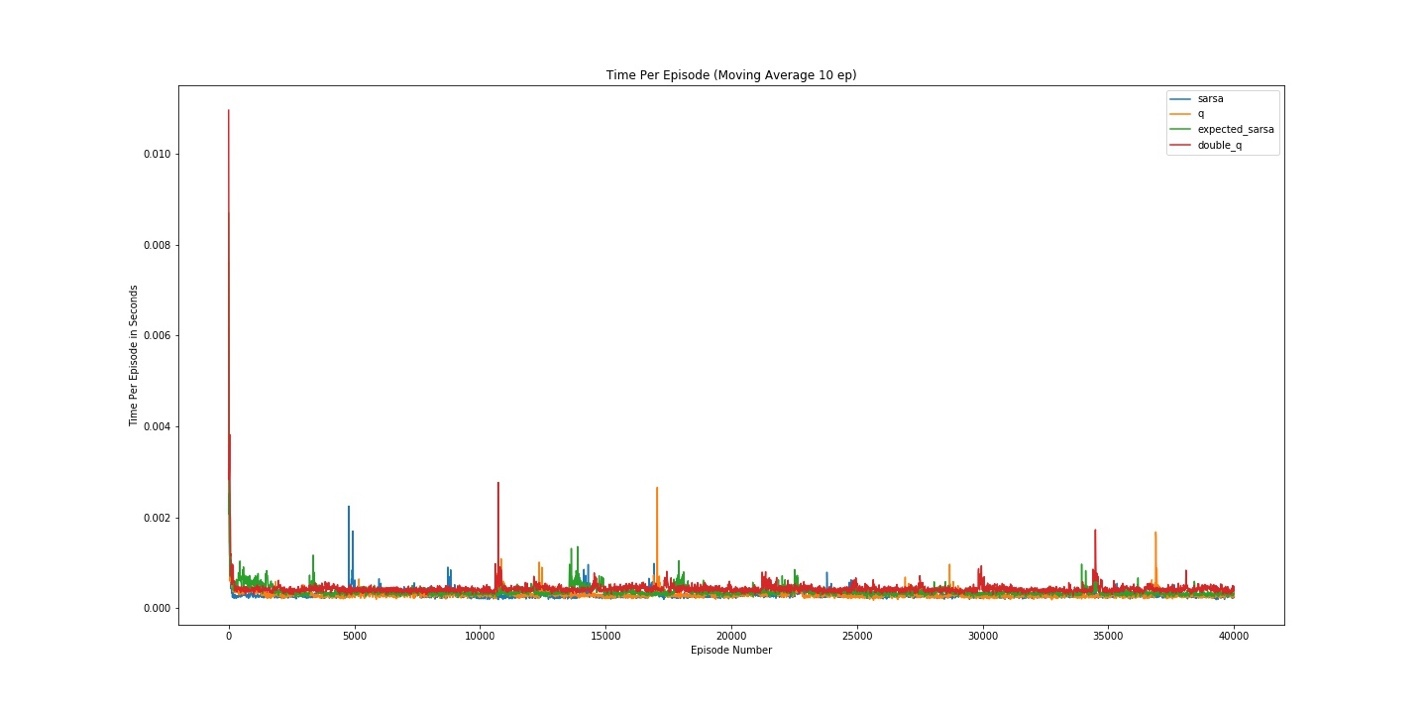 Time Per Episode (Moving Average 10 ep)
sarsa
q
expected_sarsa
double_q
0.010
0.008
0.006
0.004
0.002
0.000
Time Per Episode in Seconds
0 5000 10000 15000 20000 25000 30000 35000 40000
Episode Number